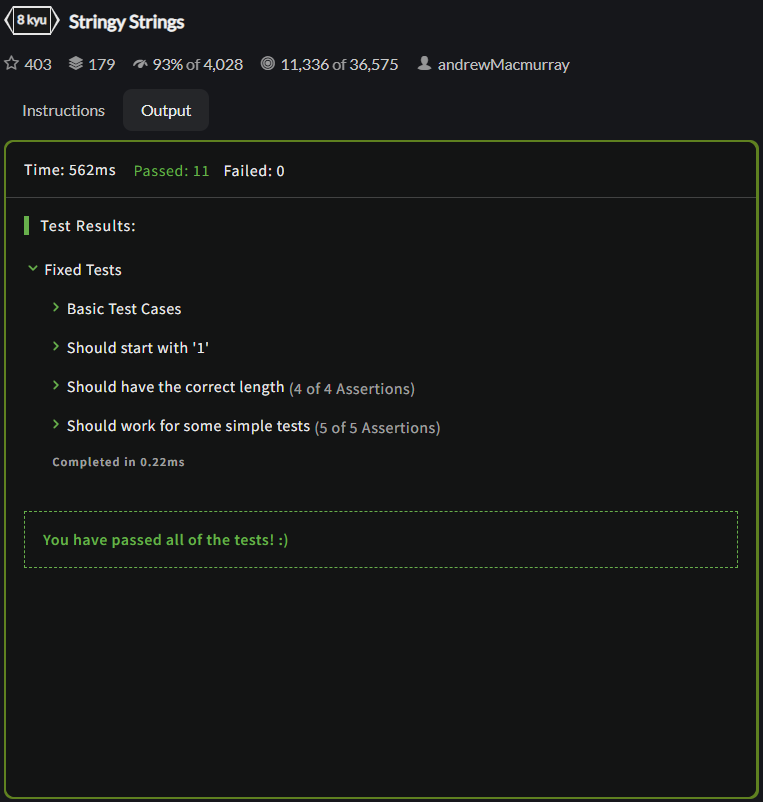 8 kyu Stringy Strings
403 179 93% of 4,028 11,336 of 36,575 andrewMacmurray
Instructions Output
Time: 562ms Passed: 11 Failed: 0
Test Results:
Fixed Tests
Basic Test Cases
Should start with '1'
Should have the correct length (4 of 4 Assertions)
Should work for some simple tests (5 of 5 Assertions)
Completed in 0.22ms
You have passed all of the tests! :)